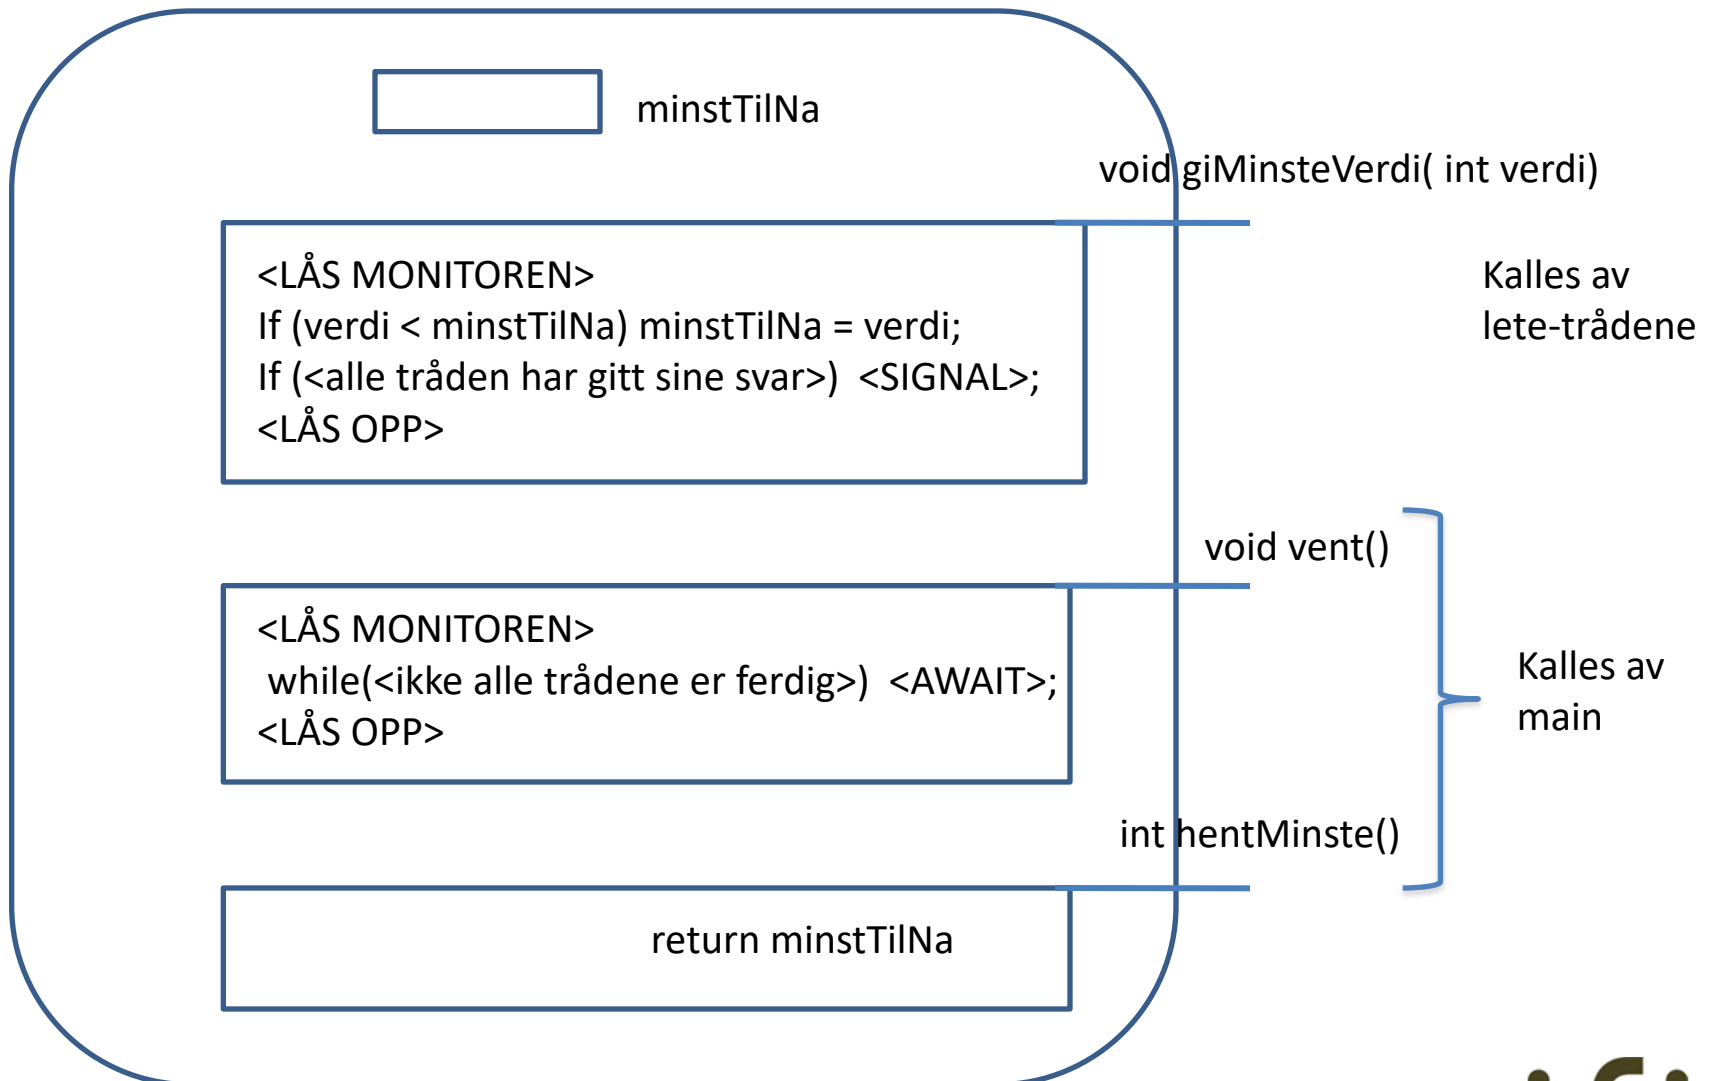 minstTilNa
void giMinsteVerdi( int verdi)
<LÅS MONITOREN>
If (verdi < minstTilNa) minstTilNa = verdi;
If (<alle tråden har gitt sine svar>) <SIGNAL>;
<LÅS OPP>
Kalles av
lete-trådene
void vent()
<LÅS MONITOREN>
while(<ikke alle trådene er ferdig>) <AWAIT>;
<LÅS OPP>
Kalles av
main
int hentMinste()
return minstTilNa